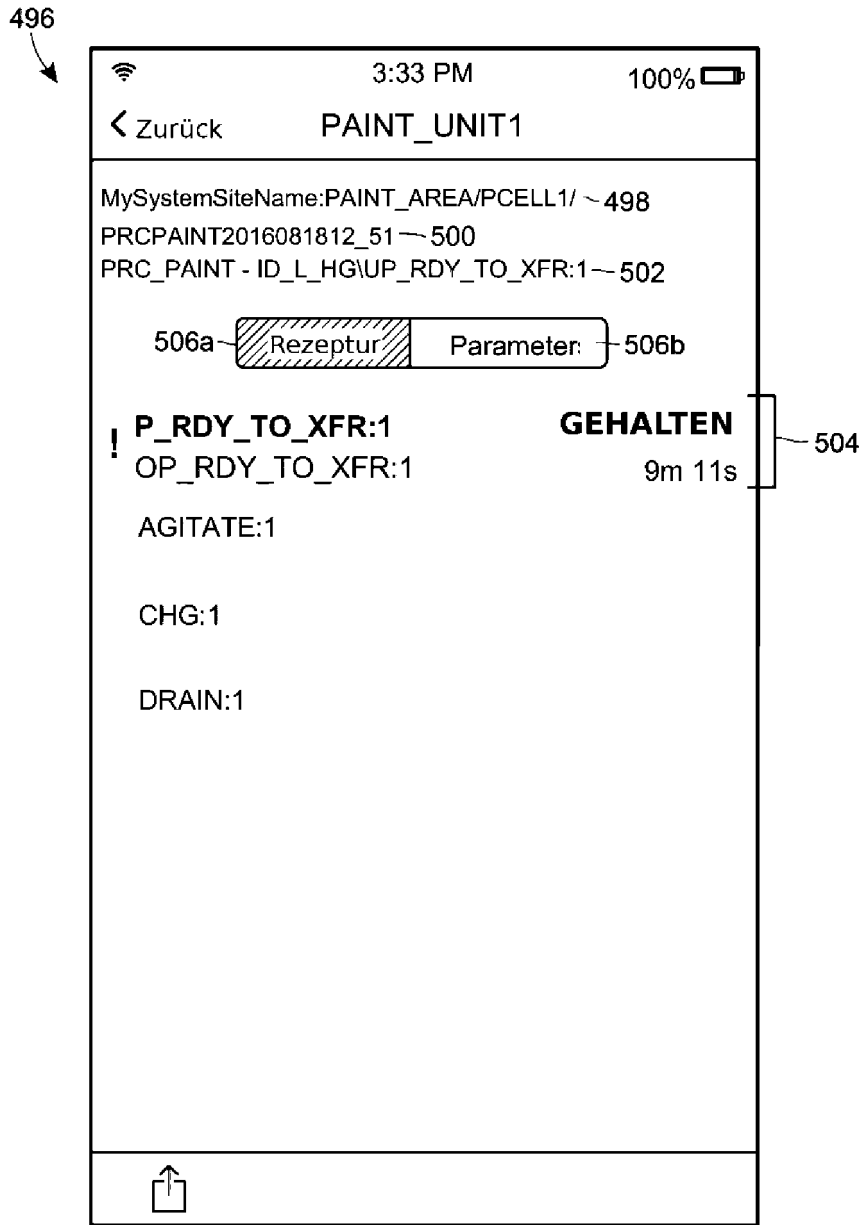 496
3:33 PM 100%
Zurück PAINT_UNIT1
MySystemSiteName:PAINT_AREA/PCELL1/ 498
PRCPAINT2016081812_51 500
PRC_PAINT - ID_L_HG\UP_RDY_TO_XFR:1 502
506a Rezeptur Parameter: 506b
! P_RDY_TO_XFR:1 GEHALTEN
504
OP_RDY_TO_XFR:1 9m 11s
AGITATE:1
CHG:1
DRAIN:1